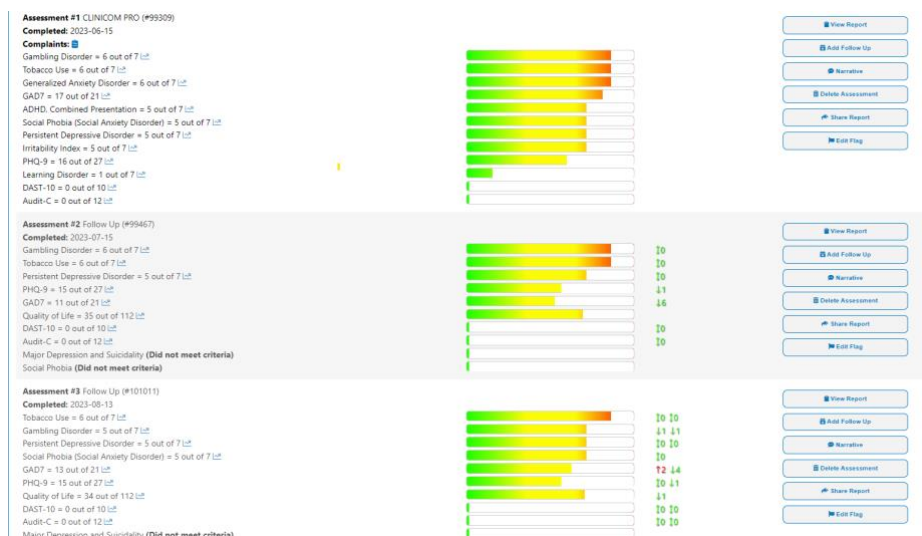 Assessment #1 CLINICOM PRO (#99309)
Completed: 2023-06-15
Complaints:
Gambling Disorder = 6 out of 7
Tobacco Use = 6 out of 7
Generalized Anxiety Disorder = 6 out of 7
GAD7 = 17 out of 21
ADHD. Combined Presentation = 5 out of 7
Social Phobia (Social Anxiety Disorder) = 5 out of 7
Persistent Depressive Disorder = 5 out of 7
Irritability Index = 5 out of 7
PHQ-9 = 16 out of 27
Learning Disorder = 1 out of 7
DAST-10 = 0 out of 10
Audit-C = 0 out of 12
View Report
Add Follow Up
Narrative
Delete Assessment
Share Report
Edit Flag
Assessment #2 Follow Up (#99467)
Completed: 2023-07-15
Gambling Disorder = 6 out of 7 ↕0
Tobacco Use = 6 out of 7 ↕0
Persistent Depressive Disorder = 5 out of 7 ↕0
PHQ-9 = 15 out of 27 ↓1
GAD7 = 11 out of 21 ↓6
Quality of Life = 35 out of 112
DAST-10 = 0 out of 10 ↕0
Audit-C = 0 out of 12 ↕0
Major Depression and Suicidality (Did not meet criteria)
Social Phobia (Did not meet criteria)
View Report
Add Follow Up
Narrative
Delete Assessment
Share Report
Edit Flag
Assessment #3 Follow Up (#101011)
Completed: 2023-08-13
Tobacco Use = 6 out of 7 ↕0 ↕0
Gambling Disorder = 5 out of 7 ↓1 ↓1
Persistent Depressive Disorder = 5 out of 7 ↕0 ↕0
Social Phobia (Social Anxiety Disorder) = 5 out of 7 ↕0
GAD7 = 13 out of 21 ↑2 ↓4
PHQ-9 = 15 out of 27 ↕0 ↓1
Quality of Life = 34 out of 112 ↓1
DAST-10 = 0 out of 10 ↕0 ↕0
Audit-C = 0 out of 12 ↕0 ↕0
Major Depression and Suicidality (Did not meet criteria)
View Report
Add Follow Up
Narrative
Delete Assessment
Share Report
Edit Flag